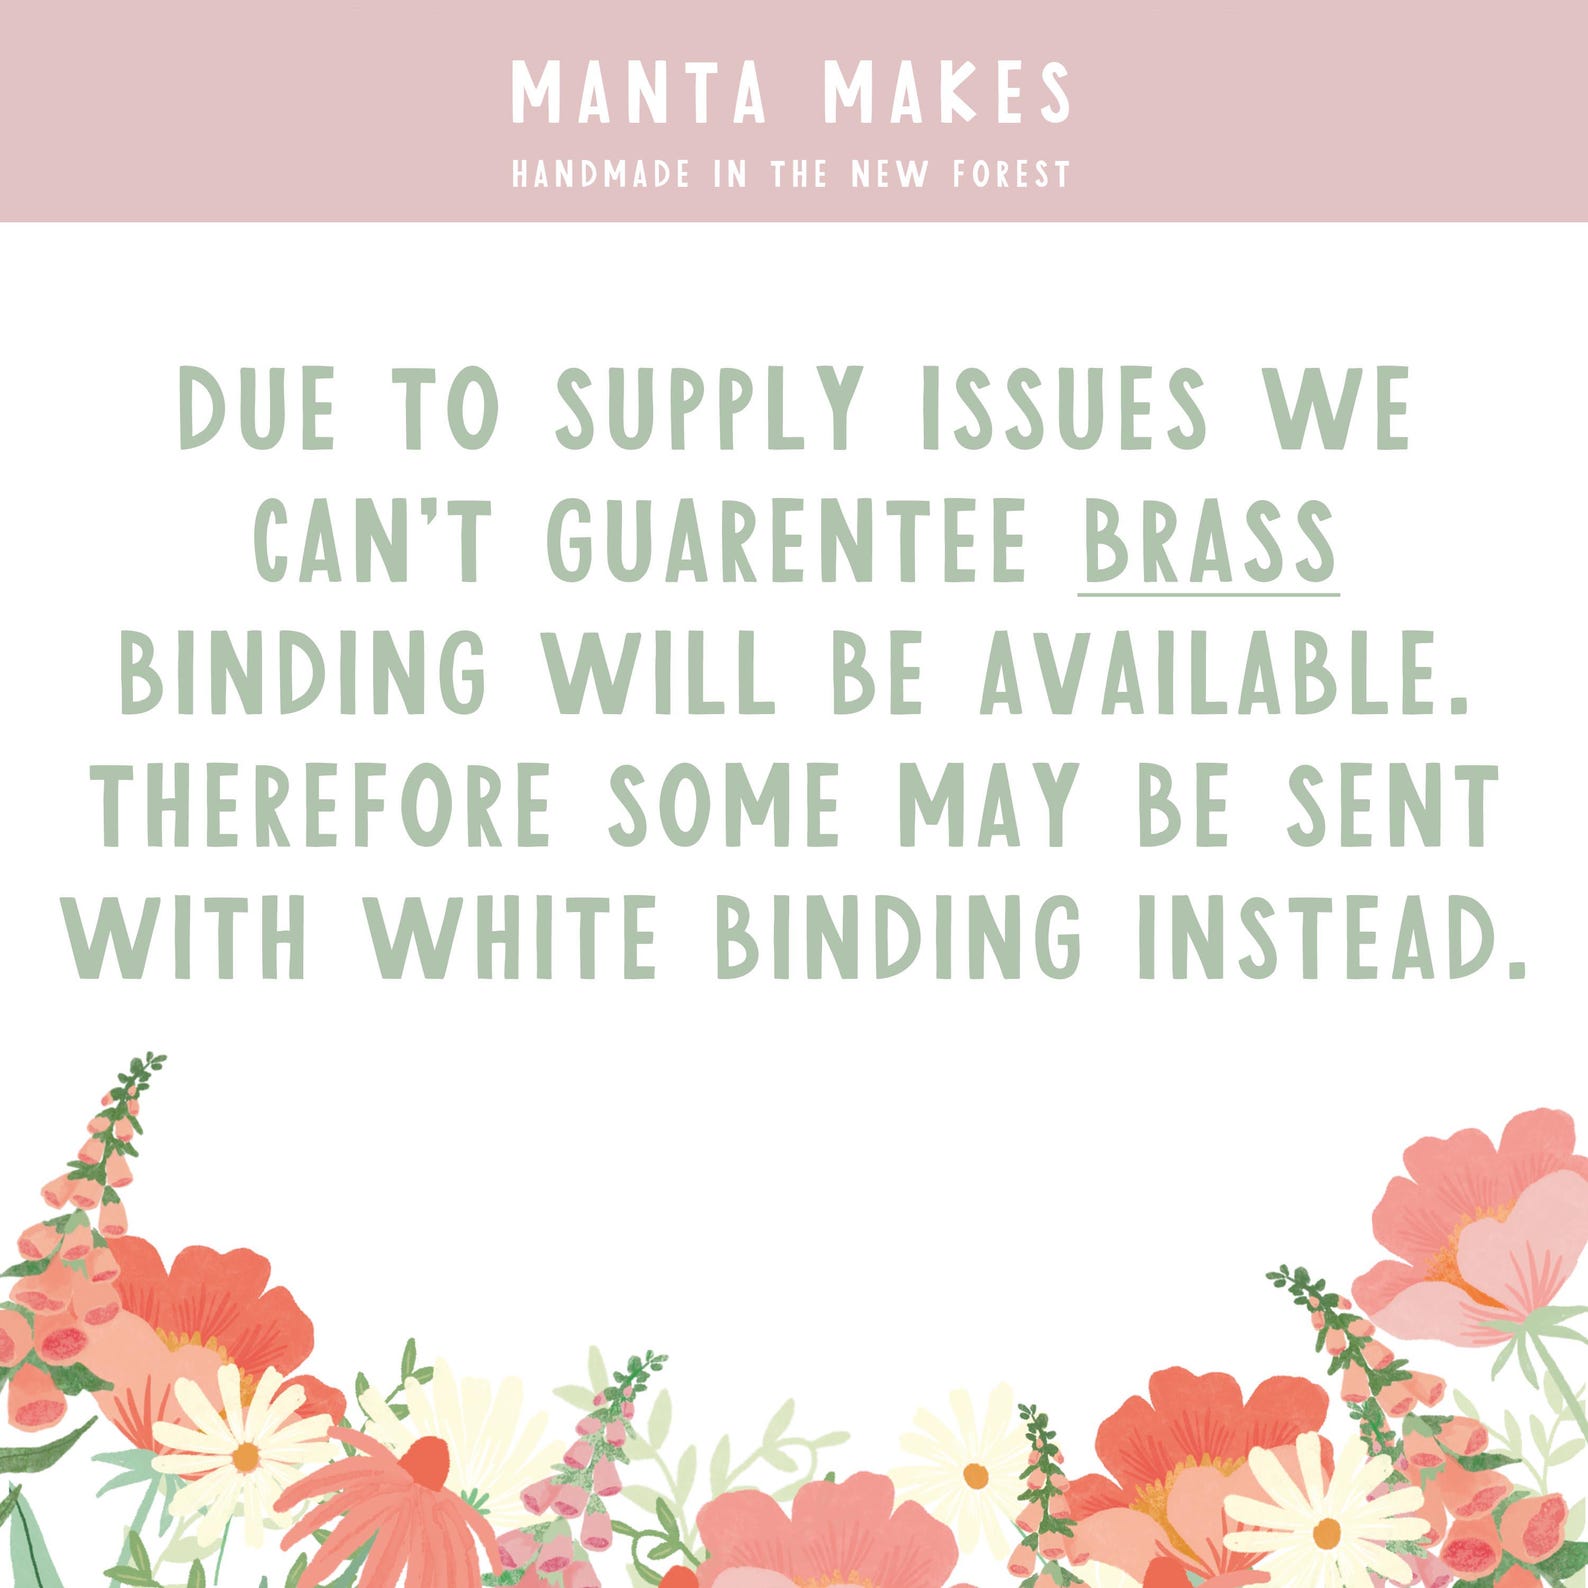 MANTA MAKES
HANDMADE IN THE NEW FOREST
DUE TO SUPPLY ISSUES WE
CAN'T GUARENTEE BRASS
BINDING WILL BE AVAILABLE.
THEREFORE SOME MAY BE SENT
WITH WHITE BINDING INSTEAD.